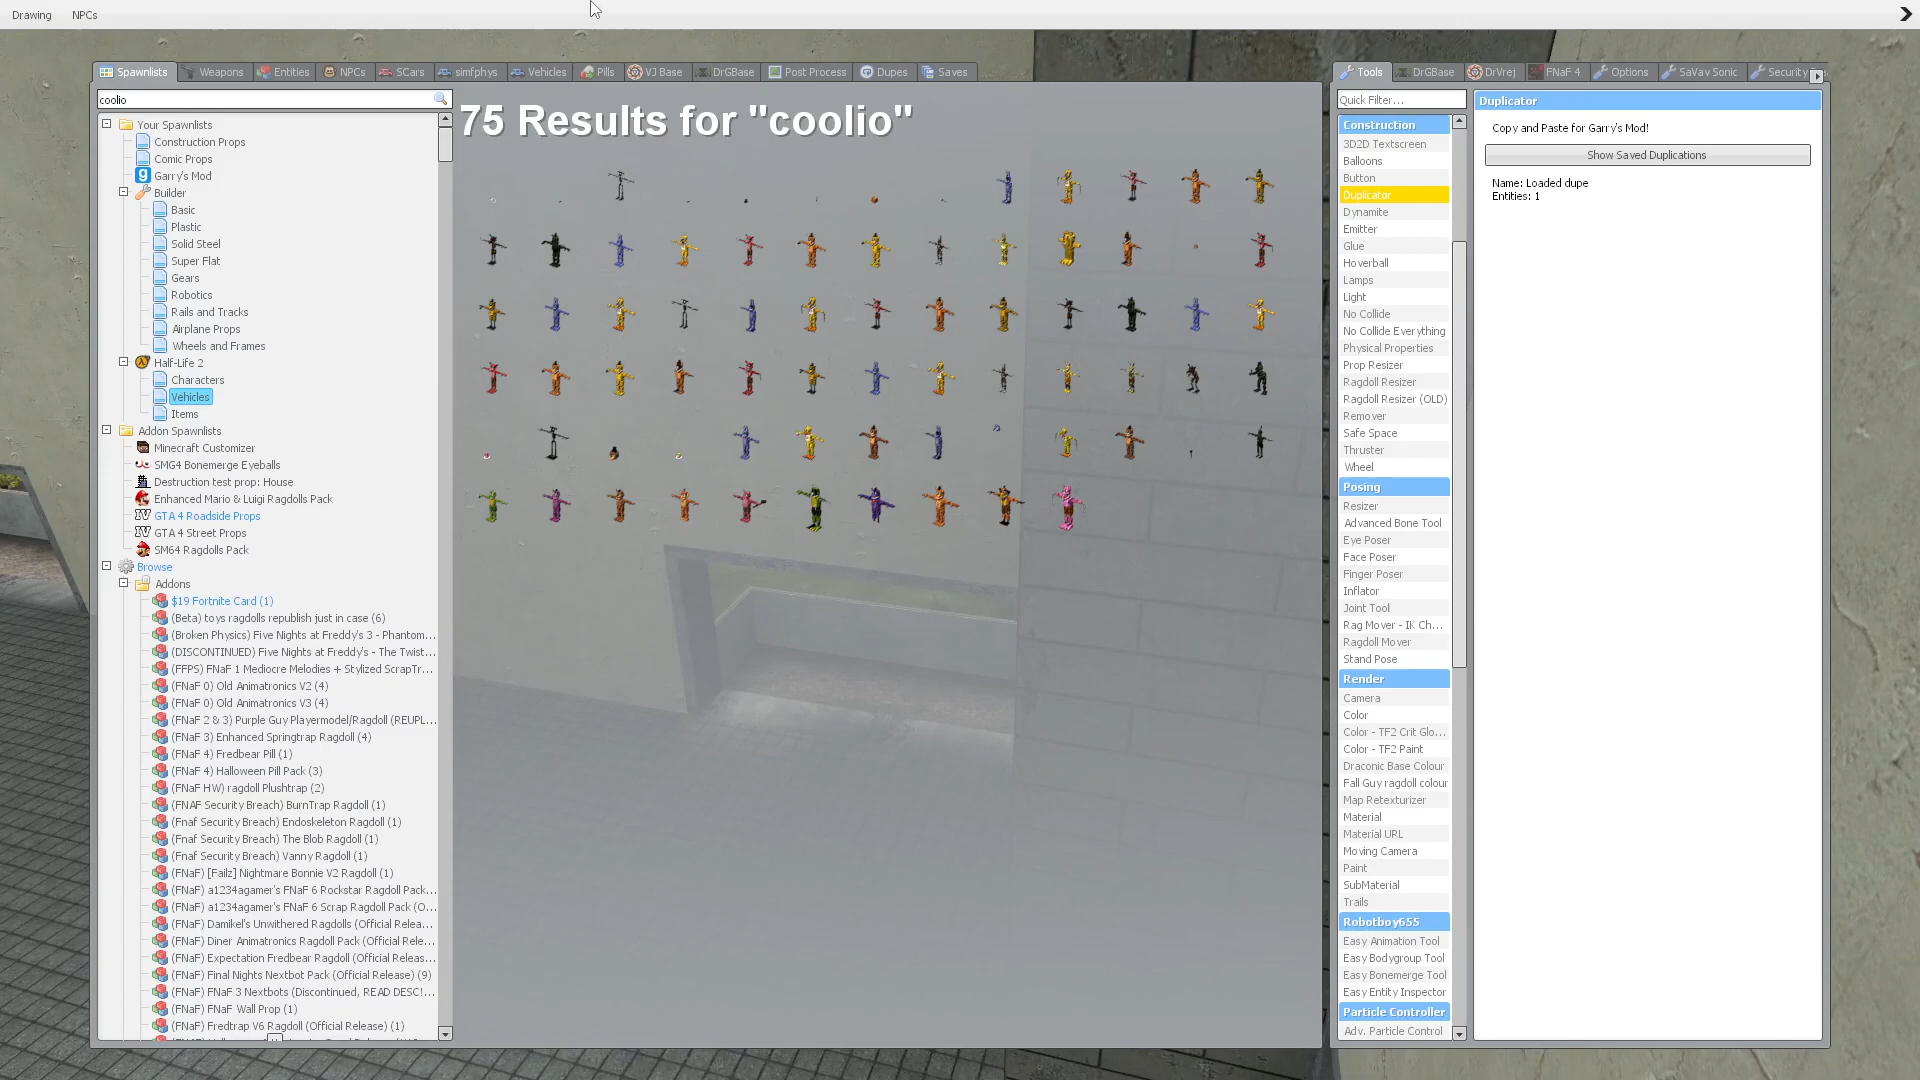 Drawing NPCs
Spawnlists Weapons Entities NPCs SCars simfphys Vehicles Pills VJ Base DrGBase Post Process Dupes Saves
coolio
75 Results for "coolio"
Your Spawnlists
Construction Props
Comic Props
Garry's Mod
Builder
Basic
Plastic
Solid Steel
Super Flat
Gears
Robotics
Rails and Tracks
Airplane Props
Wheels and Frames
Half-Life 2
Characters
Vehicles
Items
Addon Spawnlists
Minecraft Customizer
SMG4 Bonemerge Eyeballs
Destruction test prop: House
Enhanced Mario & Luigi Ragdolls Pack
GTA 4 Roadside Props
GTA 4 Street Props
SM64 Ragdolls Pack
Browse
Addons
$19 Fortnite Card (1)
(Beta) toys ragdolls republish just in case (6)
(Broken Physics) Five Nights at Freddy's 3 - Phantom...
(DISCONTINUED) Five Nights at Freddy's - The Twist...
(FFPS) FNaF 1 Mediocre Melodies + Stylized ScrapTr...
(FNaF 0) Old Animatronics V2 (4)
(FNaF 0) Old Animatronics V3 (4)
(FNaF 2 & 3) Purple Guy Playermodel/Ragdoll (REUPL...
(FNaF 3) Enhanced Springtrap Ragdoll (4)
(FNaF 4) Fredbear Pill (1)
(FNaF 4) Halloween Pill Pack (3)
(FNaF HW) ragdoll Plushtrap (2)
(FNAF Security Breach) BurnTrap Ragdoll (1)
(Fnaf Security Breach) Endoskeleton Ragdoll (1)
(Fnaf Security Breach) The Blob Ragdoll (1)
(Fnaf Security Breach) Vanny Ragdoll (1)
(FNaF) [Failz] Nightmare Bonnie V2 Ragdoll (1)
(FNaF) a1234agamer's FNaF 6 Rockstar Ragdoll Pack...
(FNaF) a1234agamer's FNaF 6 Scrap Ragdoll Pack (O...
(FNaF) Damikel's Unwithered Ragdolls (Official Relea...
(FNaF) Diner Animatronics Ragdoll Pack (Official Rele...
(FNaF) Expectation Fredbear Ragdoll (Official Releas...
(FNaF) Final Nights Nextbot Pack (Official Release) (9)
(FNaF) FNaF 3 Nextbots (Discontinued, READ DESC!...
(FNaF) FNaF Wall Prop (1)
(FNaF) Fredtrap V6 Ragdoll (Official Release) (1)
Tools DrGBase DrVrej FNaF 4 Options SaVav Sonic Security
Quick Filter...
Construction
3D2D Textscreen
Balloons
Button
Duplicator
Dynamite
Emitter
Glue
Hoverball
Lamps
Light
No Collide
No Collide Everything
Physical Properties
Prop Resizer
Ragdoll Resizer
Ragdoll Resizer (OLD)
Remover
Safe Space
Thruster
Wheel
Posing
Resizer
Advanced Bone Tool
Eye Poser
Face Poser
Finger Poser
Inflator
Joint Tool
Rag Mover - IK Ch...
Ragdoll Mover
Stand Pose
Render
Camera
Color
Color - TF2 Crit Glo...
Color - TF2 Paint
Draconic Base Colour
Fall Guy ragdoll colour
Map Retexturizer
Material
Material URL
Moving Camera
Paint
SubMaterial
Trails
Robotboy655
Easy Animation Tool
Easy Bodygroup Tool
Easy Bonemerge Tool
Easy Entity Inspector
Particle Controller
Adv. Particle Control
Duplicator
Copy and Paste for Garry's Mod!
Show Saved Duplications
Name: Loaded dupe
Entities: 1